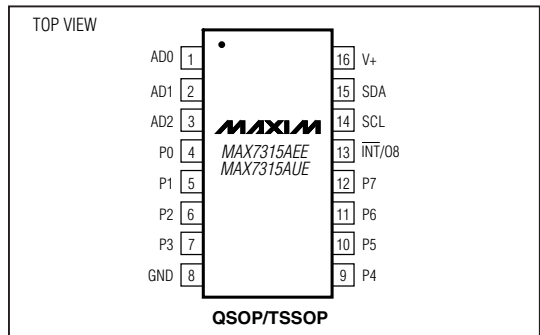 TOP VIEW
AD0 1
AD1 2
AD2 3
P0 4
P1 5
P2 6
P3 7
GND 8
MAXIM
MAX7315AEE
MAX7315AUE
16 V+
15 SDA
14 SCL
13 INT/O8
12 P7
11 P6
10 P5
9 P4
QSOP/TSSOP